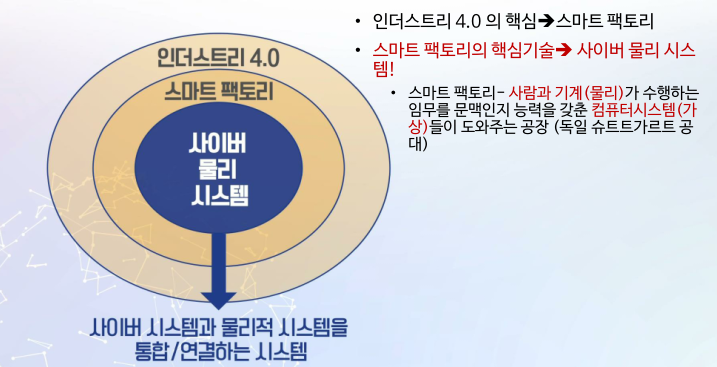 인더스트리 4.0
스마트 팩토리
사이버
물리
시스템
사이버 시스템과 물리적 시스템을
통합/연결하는 시스템
• 인더스트리 4.0 의 핵심➔스마트 팩토리
• 스마트 팩토리의 핵심기술➔ 사이버 물리 시스
템!
• 스마트 팩토리- 사람과 기계(물리)가 수행하는
임무를 문맥인지 능력을 갖춘 컴퓨터시스템(가
상)들이 도와주는 공장 (독일 슈트트가르트 공
대)